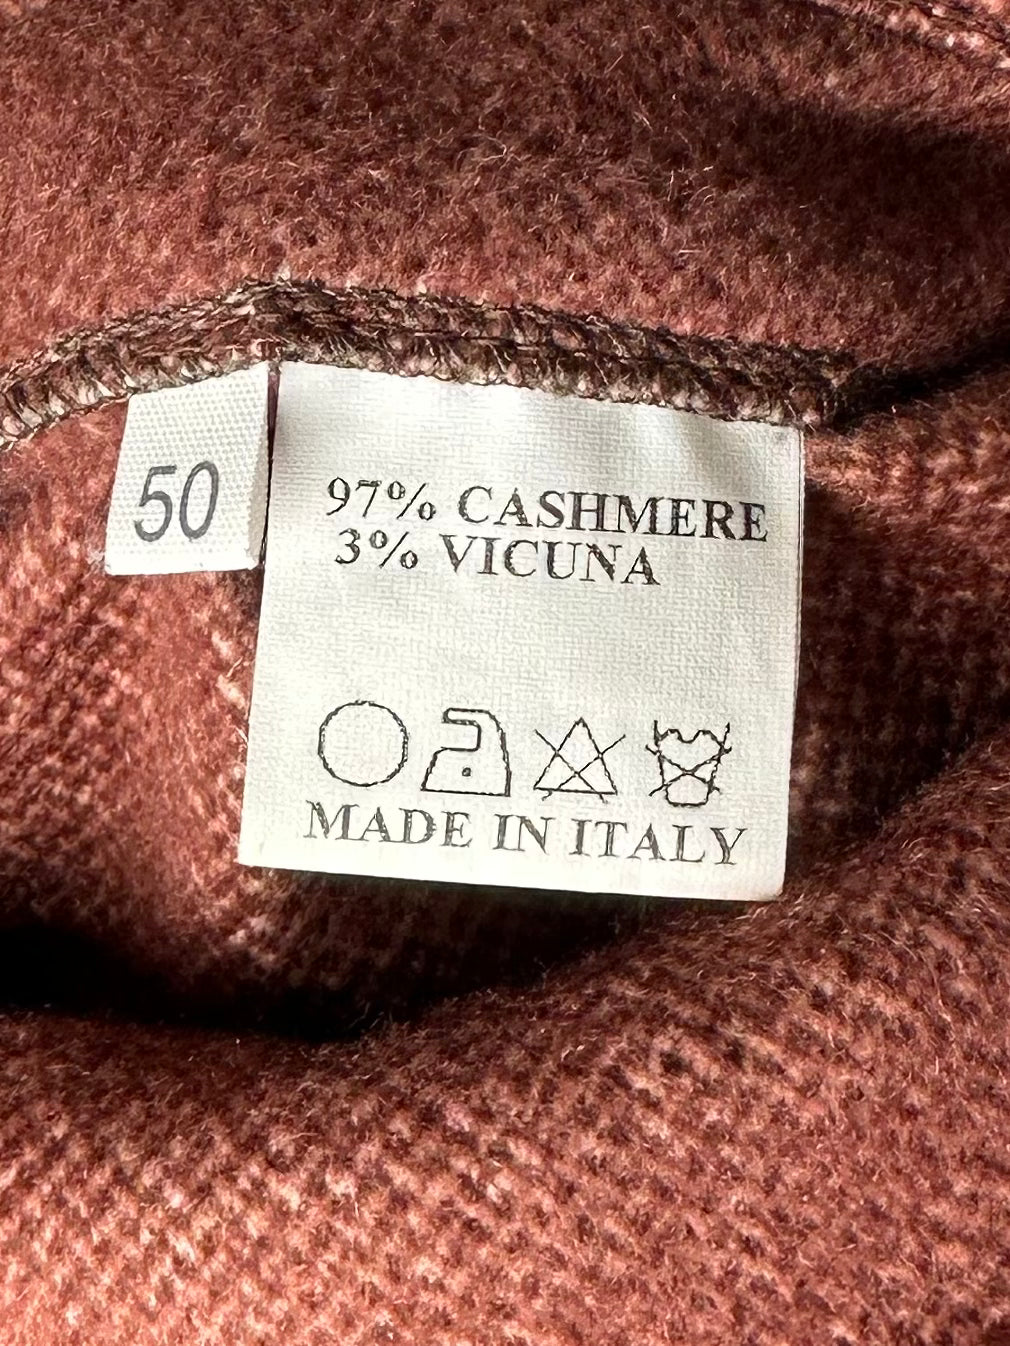 50
97% CASHMERE
3% VICUNA
MADE IN ITALY